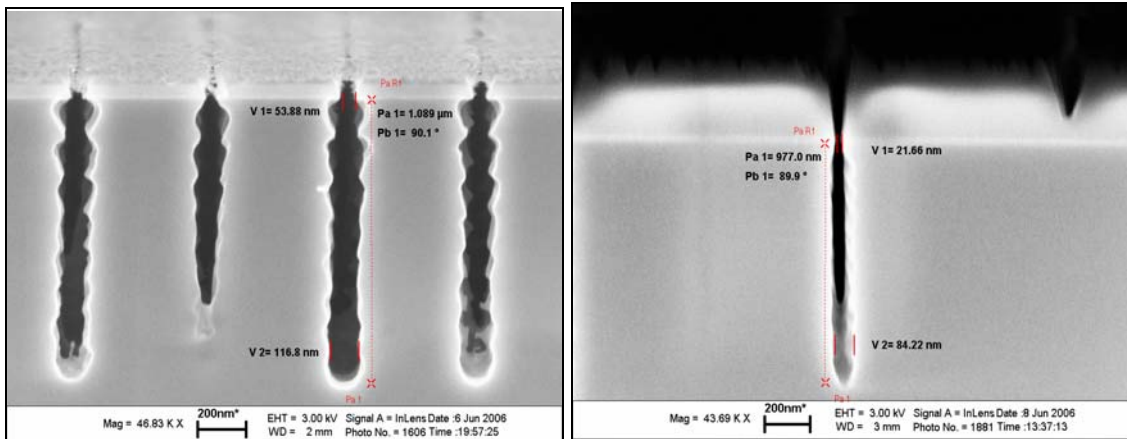 Pa R1
V 1= 53.88 nm
Pa 1= 1.089 µm
Pb 1= 90.1 °
V 2= 116.8 nm
Pa 1
Mag = 46.83 K X
200nm*
EHT = 3.00 kV Signal A = InLens Date :6 Jun 2006
WD = 2 mm Photo No. = 1606 Time :19:57:25
Pa R1
V 1= 21.66 nm
Pa 1= 977.0 nm
Pb 1= 89.9 °
V 2= 84.22 nm
Pa 1
Mag = 43.69 K X
200nm*
EHT = 3.00 kV Signal A = InLens Date :8 Jun 2006
WD = 3 mm Photo No. = 1881 Time :13:37:13